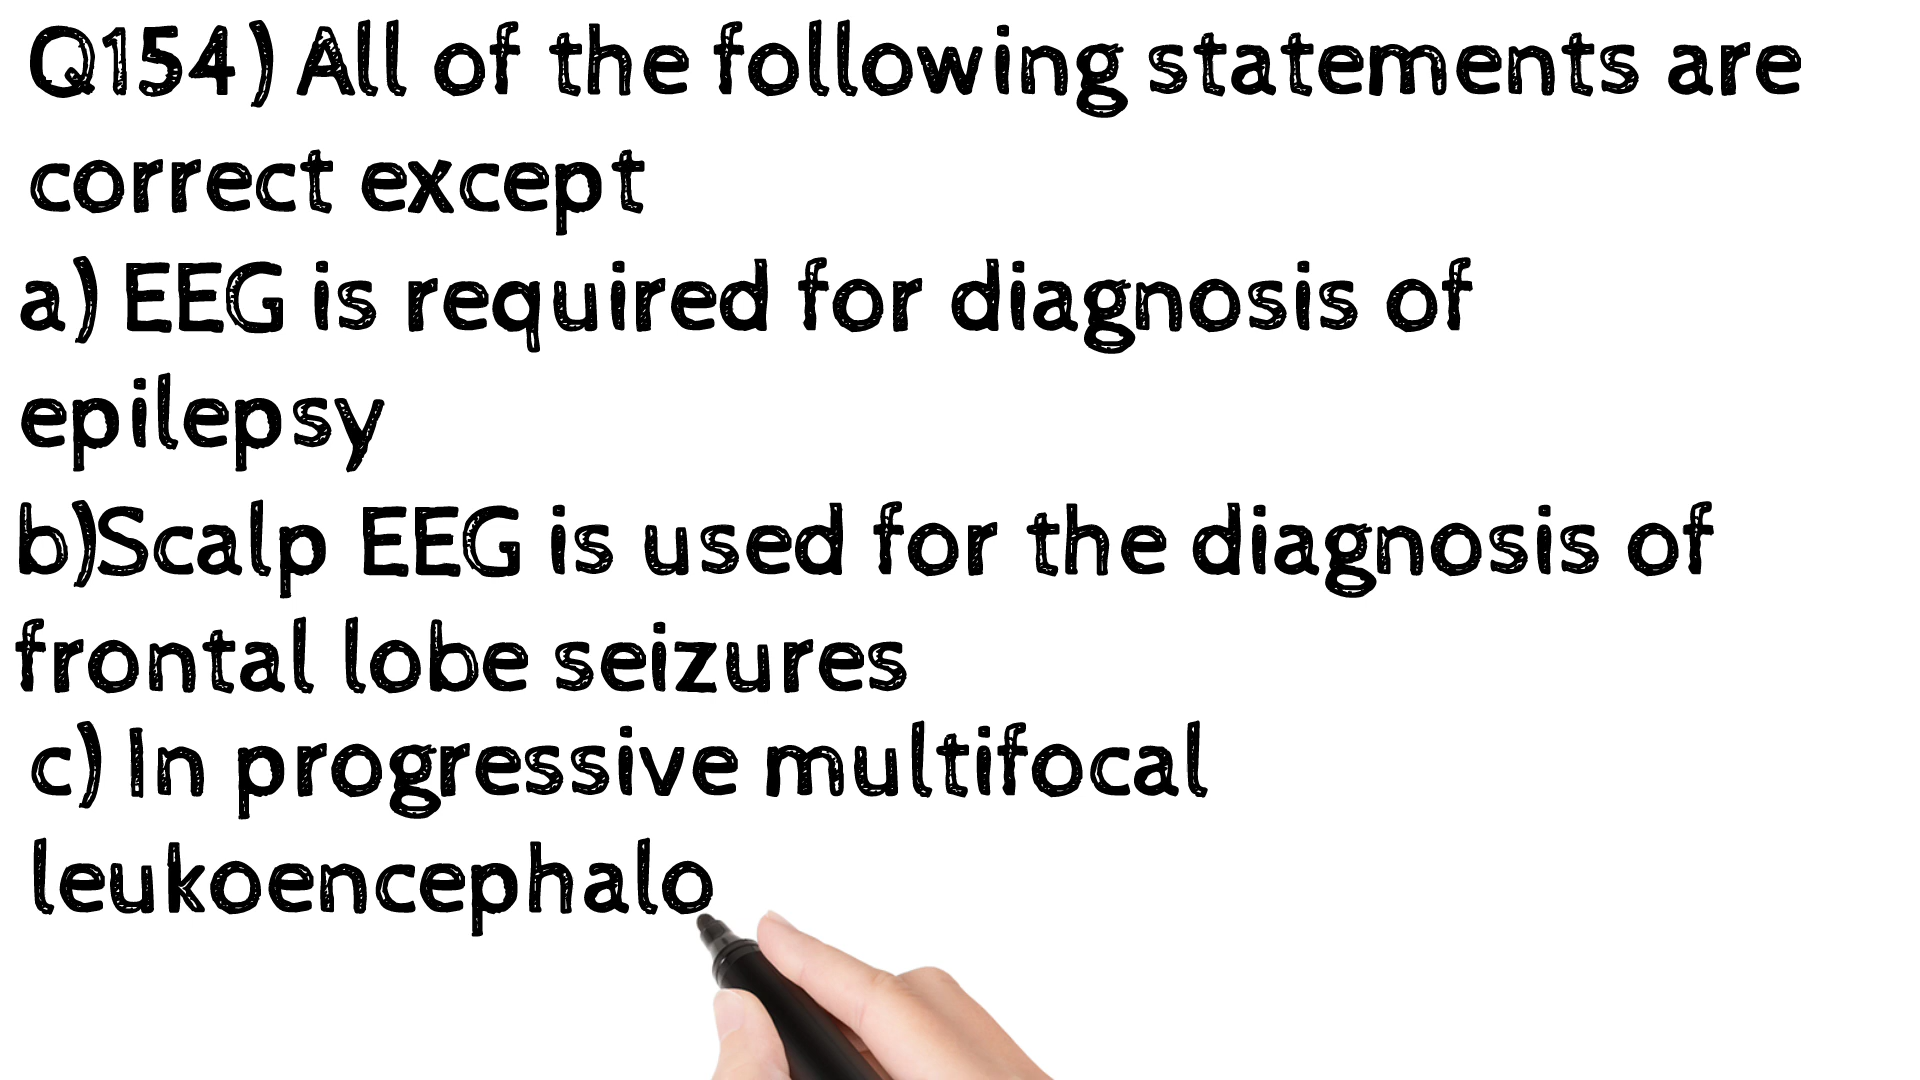 Q154) All of the following statements are
correct except
a) EEG is required for diagnosis of
epilepsy
b)Scalp EEG is used for the diagnosis of
frontal lobe seizures
c) In progressive multifocal
leukoencephalo